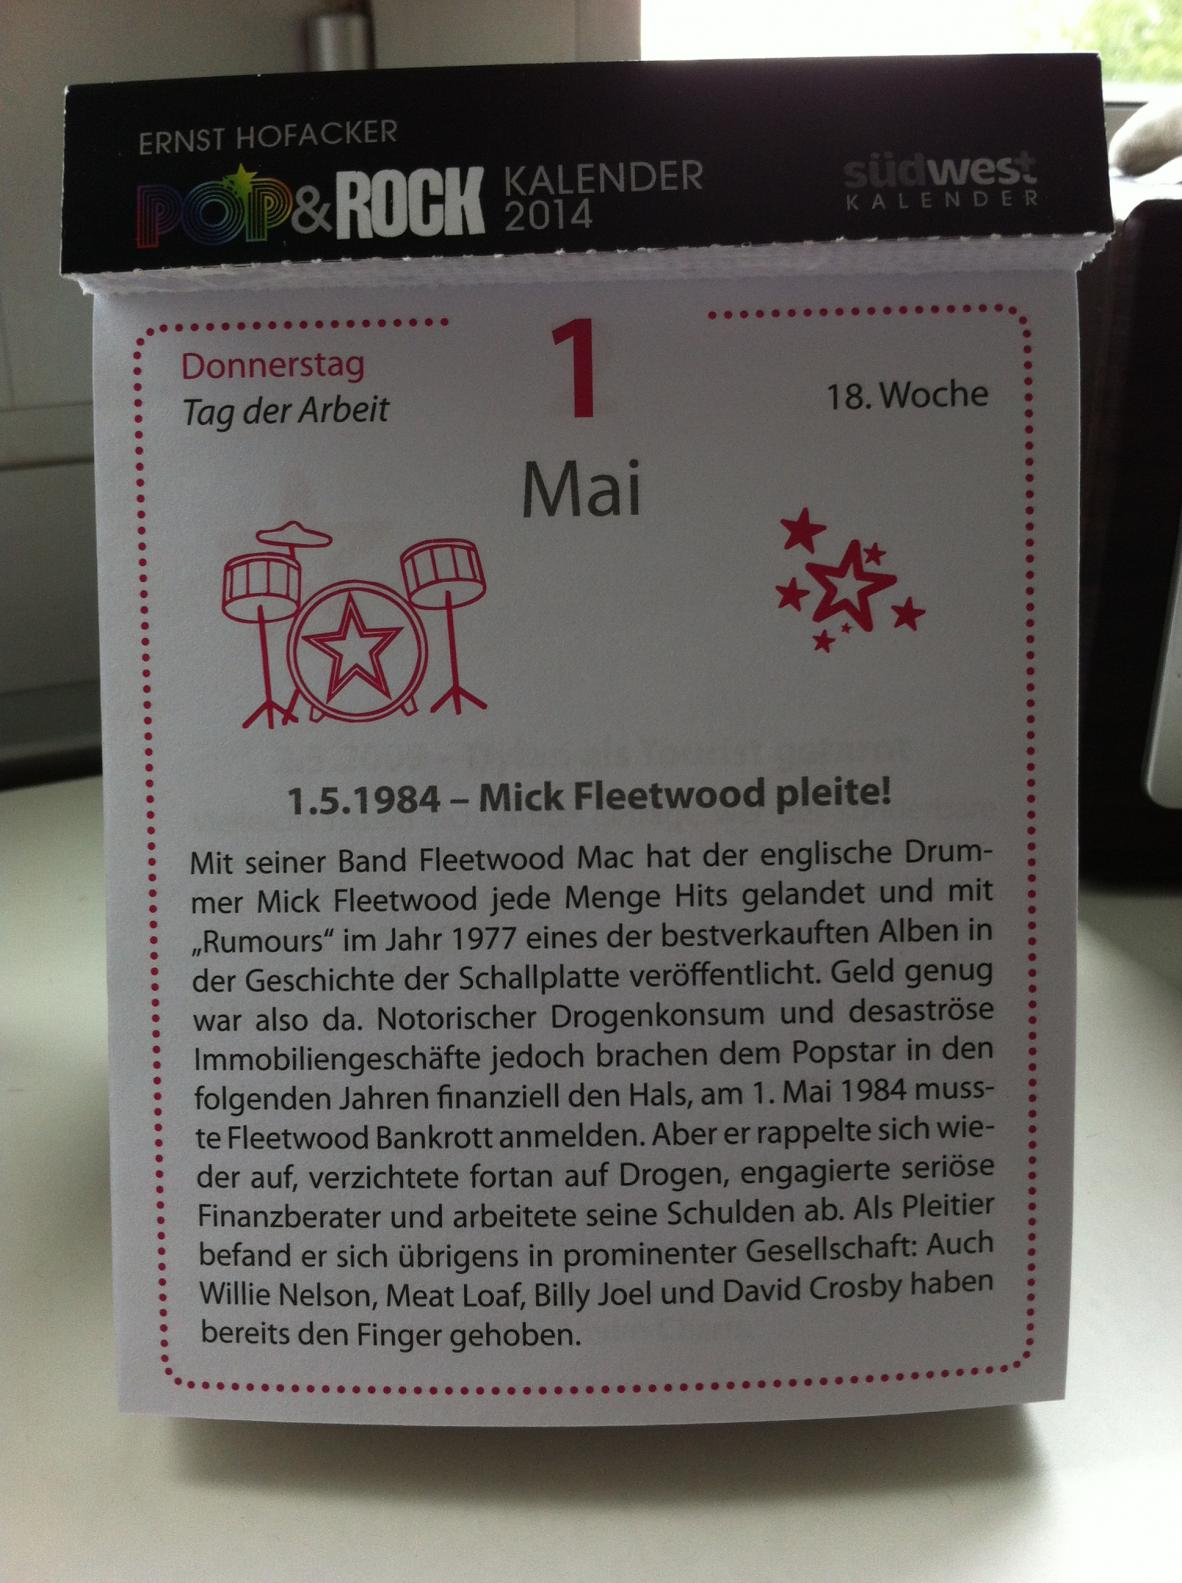 ERNST HOFACKER
POP&ROCK KALENDER 2014
südwest
KALENDER
Donnerstag
Tag der Arbeit
1
18. Woche
Mai
1.5.1984 – Mick Fleetwood pleite!
Mit seiner Band Fleetwood Mac hat der englische Drum-
mer Mick Fleetwood jede Menge Hits gelandet und mit
„Rumours“ im Jahr 1977 eines der bestverkauften Alben in
der Geschichte der Schallplatte veröffentlicht. Geld genug
war also da. Notorischer Drogenkonsum und desaströse
Immobiliengeschäfte jedoch brachen dem Popstar in den
folgenden Jahren finanziell den Hals, am 1. Mai 1984 muss-
te Fleetwood Bankrott anmelden. Aber er rappelte sich wie-
der auf, verzichtete fortan auf Drogen, engagierte seriöse
Finanzberater und arbeitete seine Schulden ab. Als Pleitier
befand er sich übrigens in prominenter Gesellschaft: Auch
Willie Nelson, Meat Loaf, Billy Joel und David Crosby haben
bereits den Finger gehoben.